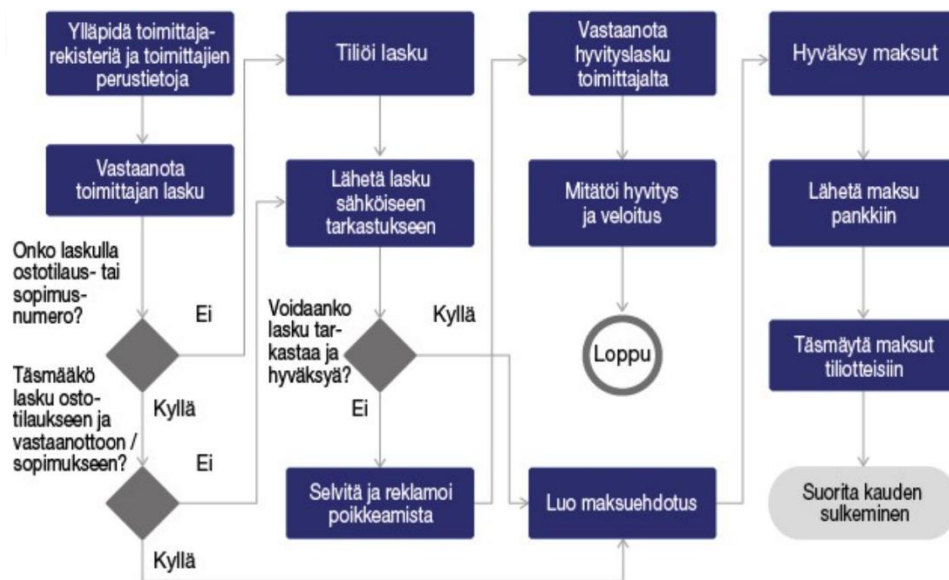 Ylläpidä toimittaja-
rekisteriä ja toimittajien
perustietoja
Vastaanota
toimittajan lasku
Onko laskulla
ostotilaus- tai
sopimus-
numero?
Ei
Täsmääkö
lasku osto-
tilaukseen ja
vastaanottoon /
sopimukseen?
Kyllä
Ei
Kyllä
Tiliöi lasku
Lähetä lasku
sähköiseen
tarkastukseen
Voidaanko
lasku tar-
kastaa ja
hyväksyä?
Kyllä
Ei
Selvitä ja reklamoi
poikkeamista
Vastaanota
hyvityslasku
toimittajalta
Mitätöi hyvitys
ja veloitus
Loppu
Luo maksuehdotus
Hyväksy maksut
Lähetä maksu
pankkiin
Täsmäytä maksut
tiliotteisiin
Suorita kauden
sulkeminen